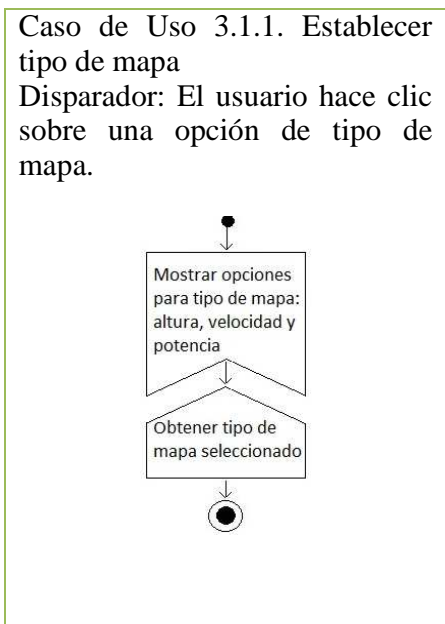 Caso de Uso 3.1.1. Establecer
tipo de mapa
Disparador: El usuario hace clic
sobre una opción de tipo de
mapa.
Mostrar opciones
para tipo de mapa:
altura, velocidad y
potencia
Obtener tipo de
mapa seleccionado